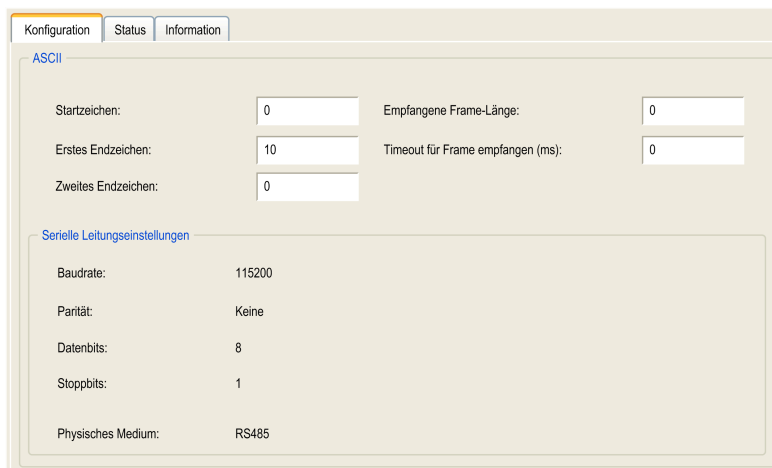 Konfiguration Status Information
ASCII
Startzeichen: 0 Empfangene Frame-Länge: 0
Erstes Endzeichen: 10 Timeout für Frame empfangen (ms): 0
Zweites Endzeichen: 0
Serielle Leitungseinstellungen
Baudrate: 115200
Parität: Keine
Datenbits: 8
Stoppbits: 1
Physisches Medium: RS485